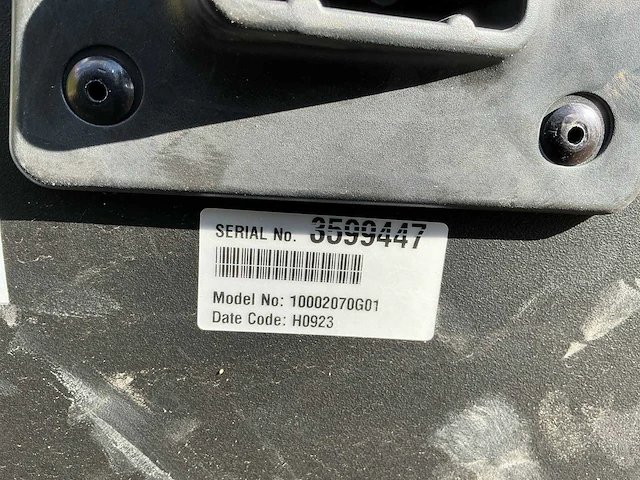 SERIAL No. 3599447
Model No: 10002070G01
Date Code: H0923